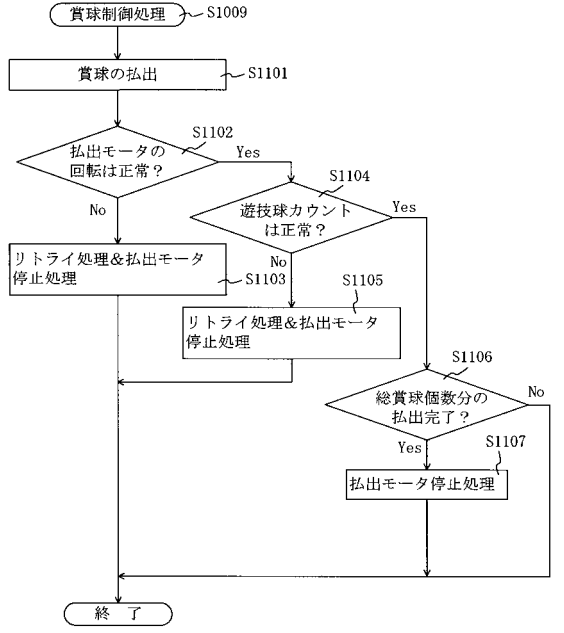 賞球制御処理
S1009
賞球の払出
S1101
払出モータの
回転は正常?
S1102
Yes
No
遊技球カウント
は正常?
S1104
Yes
No
リトライ処理&払出モータ
停止処理
S1103
リトライ処理&払出モータ
停止処理
S1105
総賞球個数分の
払出完了?
S1106
No
Yes
払出モータ停止処理
S1107
終 了